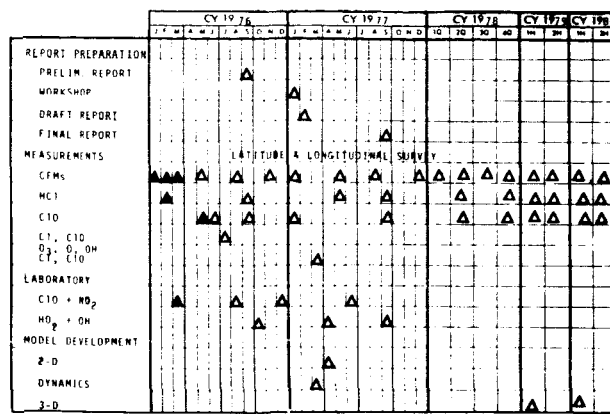 CY 1976 CY 1977 CY 1978 CY 1979 CY 198
J F M A M J J A S O N D J F M A M J J A S O N D 1Q 2Q 3Q 1H 2H 1H 2H
REPORT PREPARATION
PRELIM. REPORT
WORKSHOP
DRAFT REPORT
FINAL REPORT
MEASUREMENTS LATITUDE & LONGITUDINAL SURVEY
CFMs
HCl
ClO
Cl, ClO
O3, O, OH
Cl, ClO
LABORATORY
ClO + NO2
HO2 + OH
MODEL DEVELOPMENT
2-D
DYNAMICS
3-D